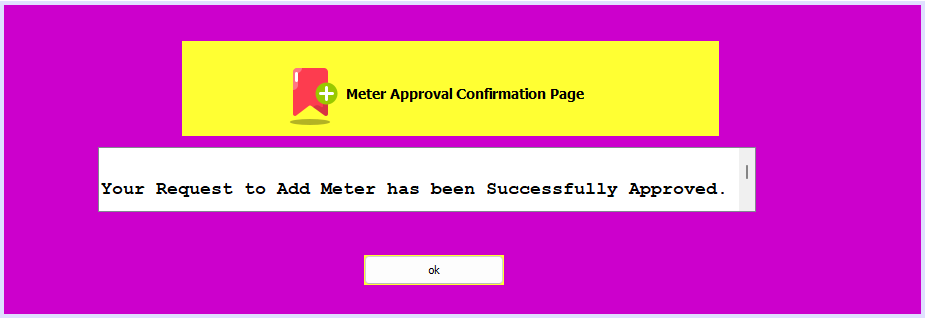 Meter Approval Confirmation Page
Your Request to Add Meter has been Successfully Approved.
ok